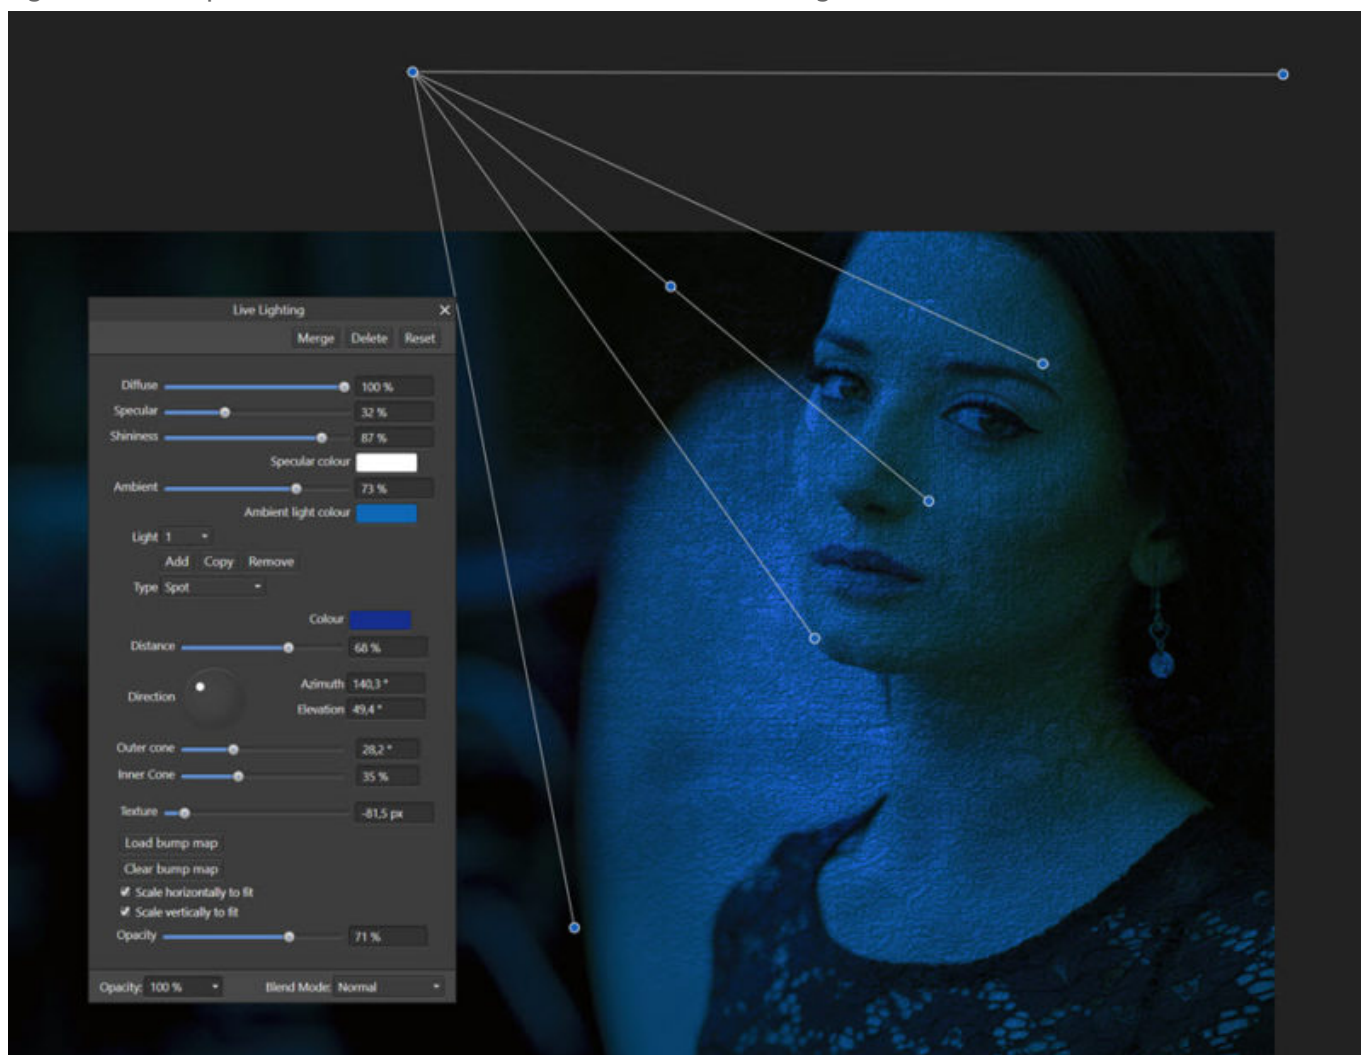 Live Lighting
Merge Delete Reset
Diffuse 100 %
Specular 32 %
Shininess 87 %
Specular colour
Ambient 73 %
Ambient light colour
Light 1
Add Copy Remove
Type Spot
Colour
Distance 68 %
Direction
Azimuth 140,3 °
Elevation 49,4 °
Outer cone 28,2 °
Inner Cone 35 %
Texture -81,5 px
Load bump map
Clear bump map
Scale horizontally to fit
Scale vertically to fit
Opacity 71 %
Opacity: 100 % Blend Mode: Normal